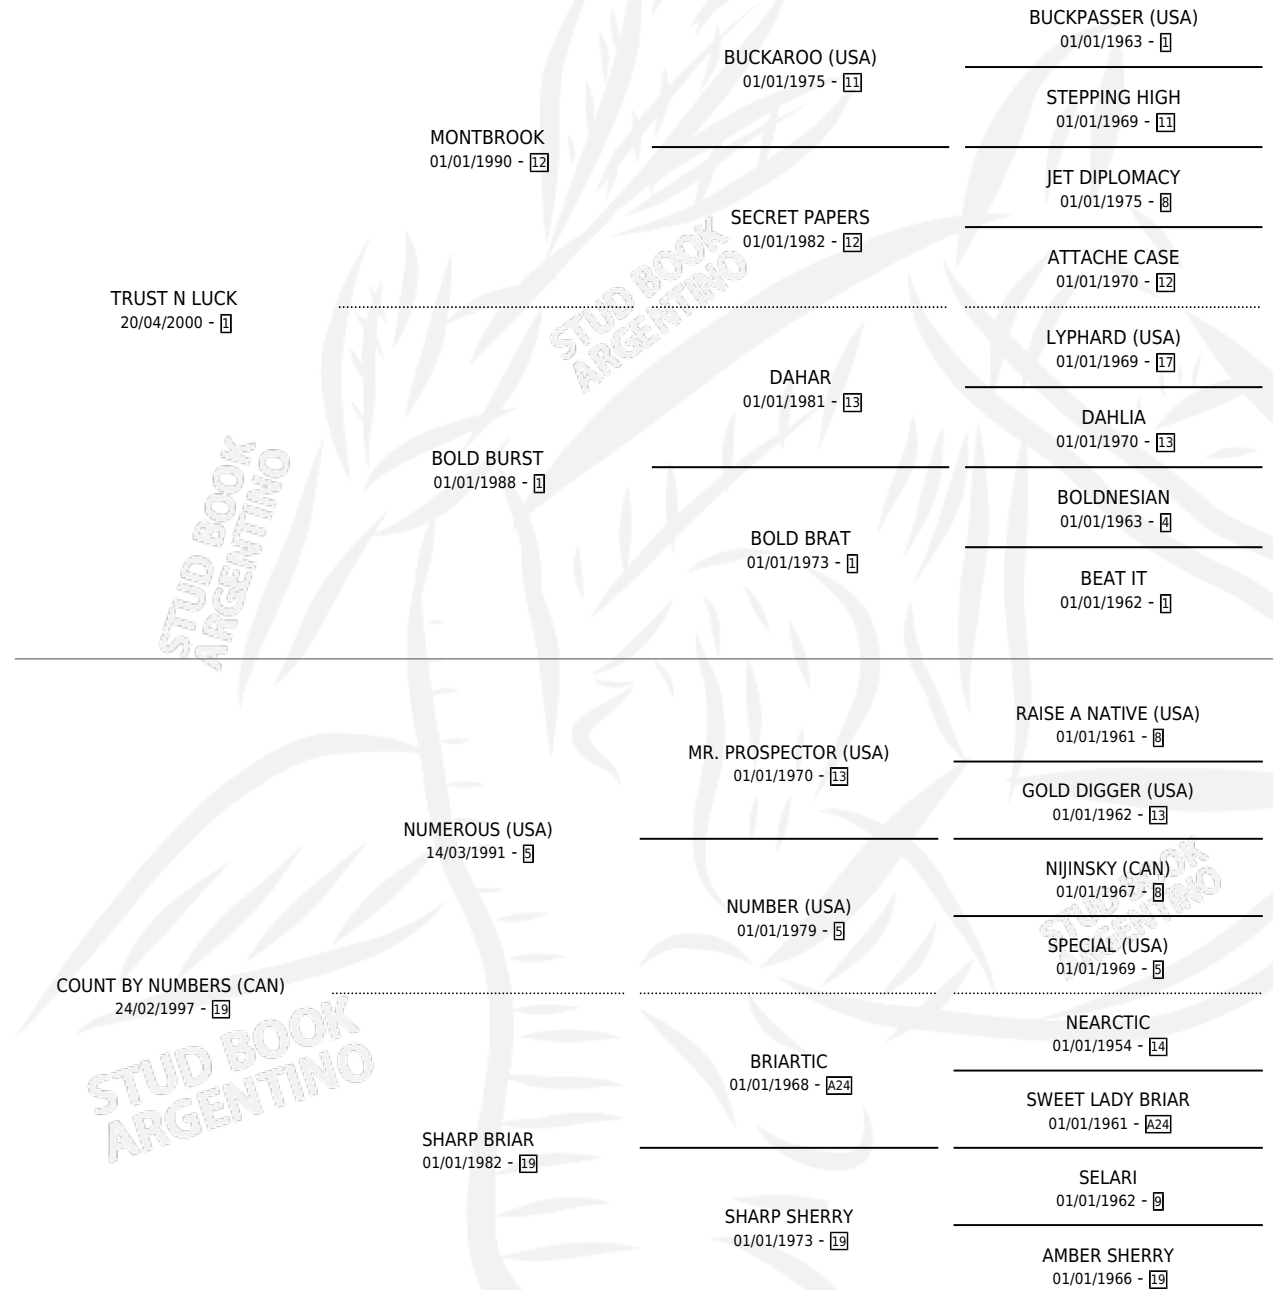 BUCKPASSER (USA)
01/01/1963 - 1
BUCKAROO (USA)
01/01/1975 - 11
STEPPING HIGH
01/01/1969 - 11
MONTBROOK
01/01/1990 - 12
JET DIPLOMACY
01/01/1975 - 8
SECRET PAPERS
01/01/1982 - 12
ATTACHE CASE
01/01/1970 - 12
TRUST N LUCK
20/04/2000 - 1
STUD BOOK
ARGENTINO
LYPHARD (USA)
01/01/1969 - 17
DAHAR
01/01/1981 - 13
DAHLIA
01/01/1970 - 13
BOLD BURST
01/01/1988 - 1
BOLDNESIAN
01/01/1963 - 4
BOLD BRAT
01/01/1973 - 1
BEAT IT
01/01/1962 - 1
STUD BOOK
ARGENTINO
RAISE A NATIVE (USA)
01/01/1961 - 8
MR. PROSPECTOR (USA)
01/01/1970 - 13
GOLD DIGGER (USA)
01/01/1962 - 13
NUMEROUS (USA)
14/03/1991 - 5
NIJINSKY (CAN)
01/01/1967 - 8
NUMBER (USA)
01/01/1979 - 5
STUD BOOK
ARGENTINO
SPECIAL (USA)
01/01/1969 - 5
COUNT BY NUMBERS (CAN)
24/02/1997 - 19
NEARCTIC
01/01/1954 - 14
BRIARTIC
01/01/1968 - A24
SWEET LADY BRIAR
01/01/1961 - A24
STUD BOOK
ARGENTINO
SHARP BRIAR
01/01/1982 - 19
SELARI
01/01/1962 - 9
SHARP SHERRY
01/01/1973 - 19
AMBER SHERRY
01/01/1966 - 19